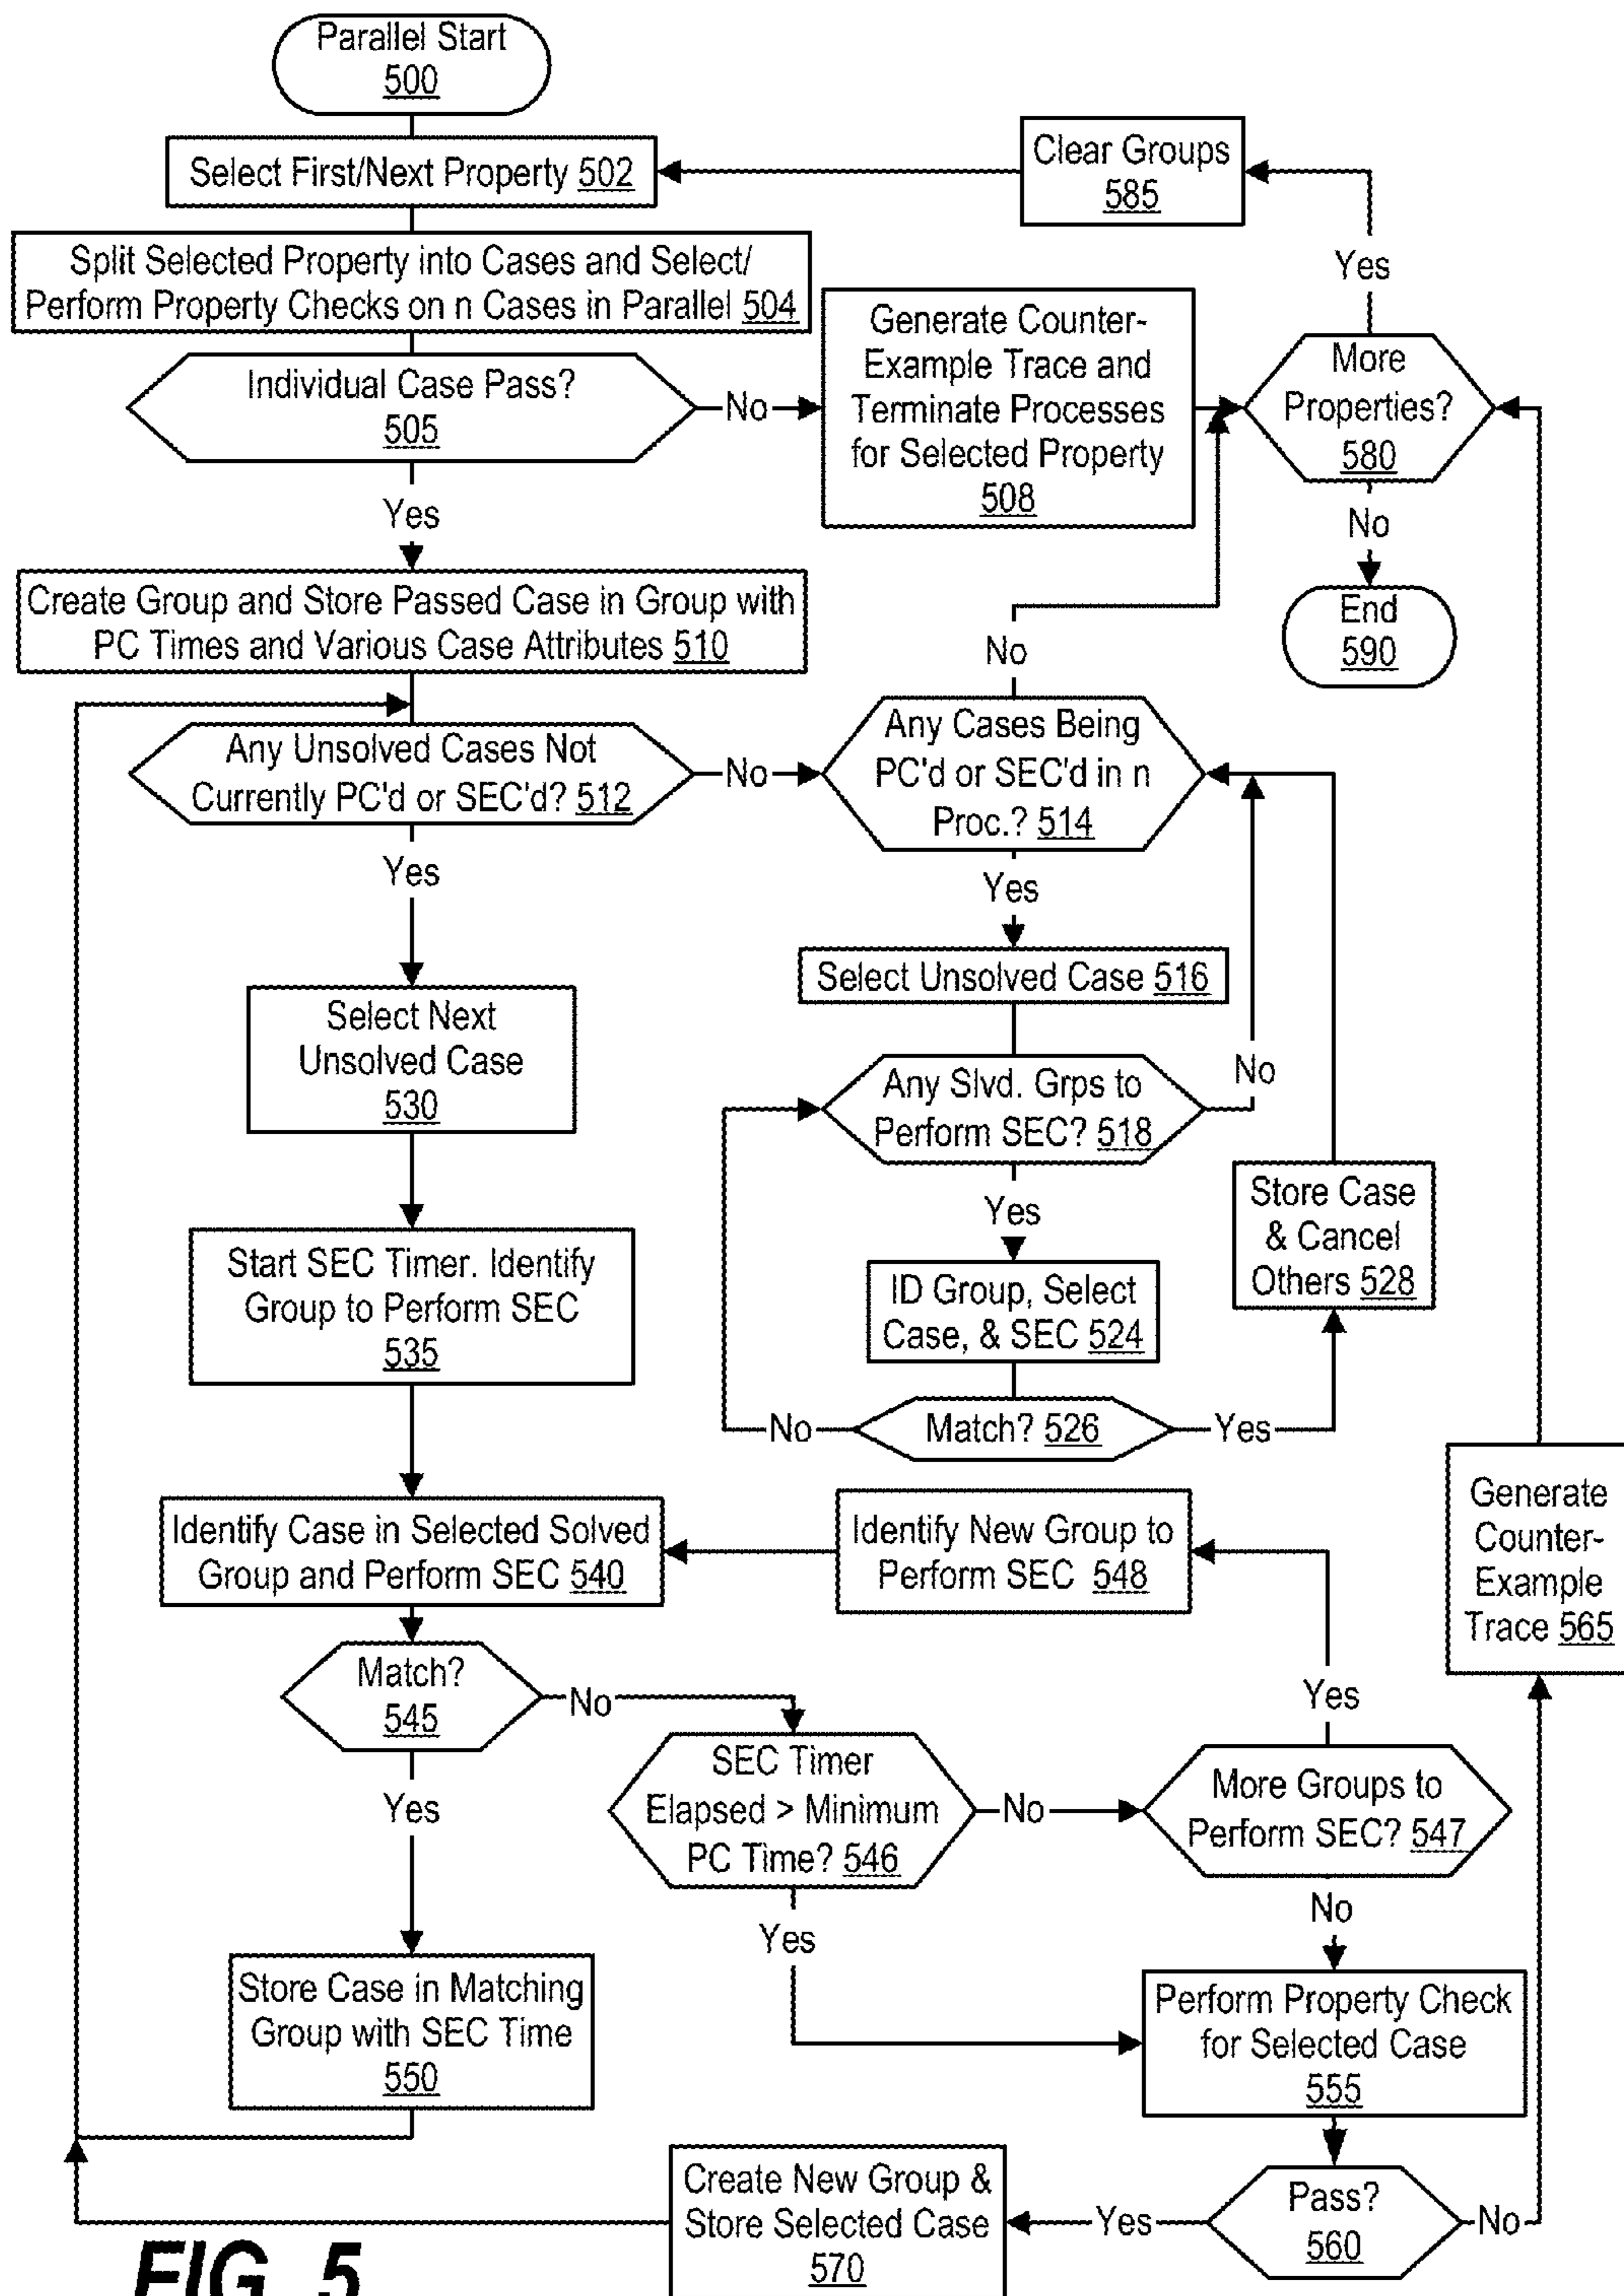 Parallel Start
500
Select First/Next Property 502
Clear Groups
585
Yes
Split Selected Property into Cases and Select/
Perform Property Checks on n Cases in Parallel 504
Individual Case Pass?
505
No
Generate Counter-
Example Trace and
Terminate Processes
for Selected Property
508
More
Properties?
580
No
End
590
Yes
Create Group and Store Passed Case in Group with
PC Times and Various Case Attributes 510
Any Unsolved Cases Not
Currently PC'd or SEC'd? 512
No
Any Cases Being
PC'd or SEC'd in n
Proc.? 514
No
Yes
Yes
Select Unsolved Case 516
Any Slvd. Grps to
Perform SEC? 518
No
Yes
ID Group, Select
Case, & SEC 524
Match? 526
No
Yes
Store Case
& Cancel
Others 528
Select Next
Unsolved Case
530
Start SEC Timer. Identify
Group to Perform SEC
535
Identify Case in Selected Solved
Group and Perform SEC 540
Identify New Group to
Perform SEC 548
Generate
Counter-
Example
Trace 565
Match?
545
No
Yes
SEC Timer
Elapsed > Minimum
PC Time? 546
No
More Groups to
Perform SEC? 547
Yes
No
Yes
Store Case in Matching
Group with SEC Time
550
Perform Property Check
for Selected Case
555
Pass?
560
No
Yes
Create New Group &
Store Selected Case
570
FIG. 5